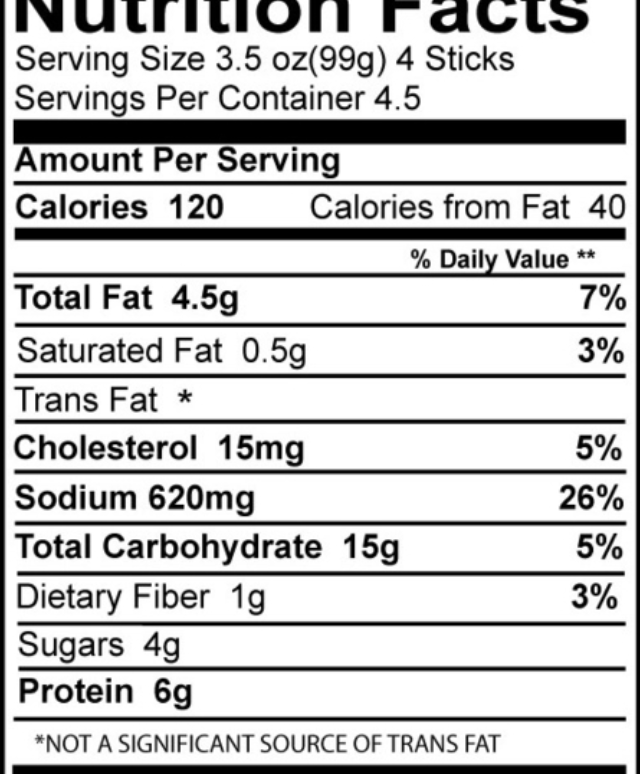 Nutrition Facts
Serving Size 3.5 oz(99g) 4 Sticks
Servings Per Container 4.5
Amount Per Serving
Calories 120 Calories from Fat 40
% Daily Value **
Total Fat 4.5g 7%
Saturated Fat 0.5g 3%
Trans Fat *
Cholesterol 15mg 5%
Sodium 620mg 26%
Total Carbohydrate 15g 5%
Dietary Fiber 1g 3%
Sugars 4g
Protein 6g
*NOT A SIGNIFICANT SOURCE OF TRANS FAT